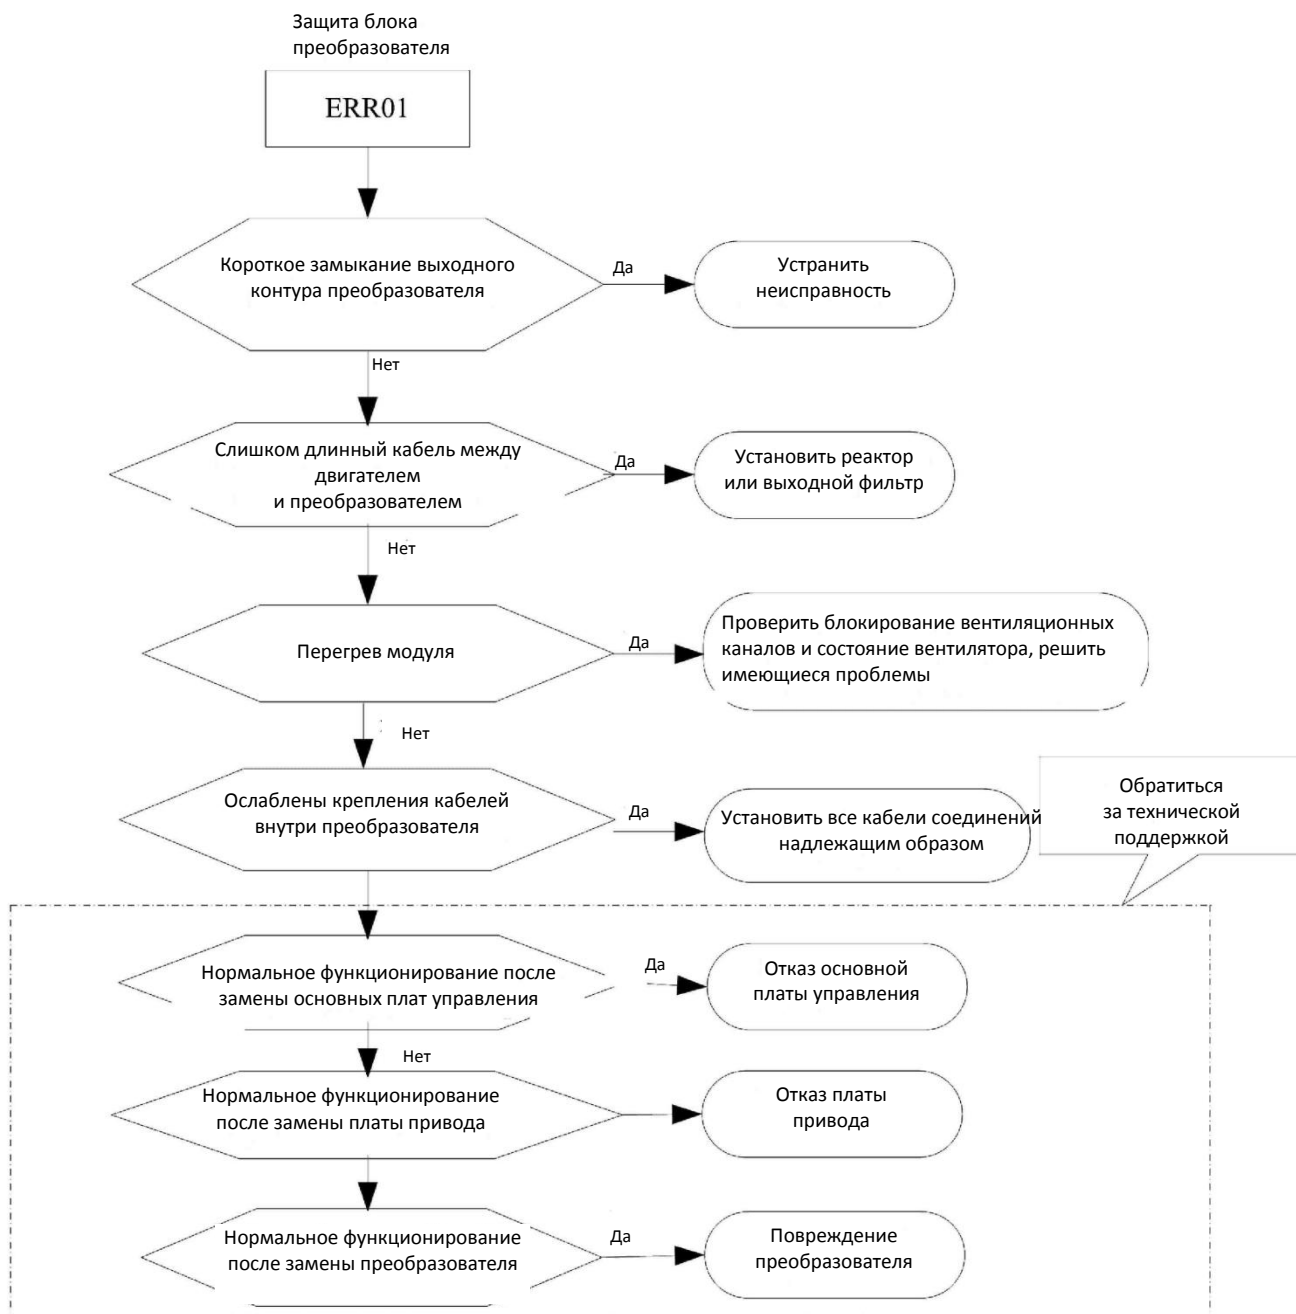 Защита блока
преобразователя
ERR01
Короткое замыкание выходного
контура преобразователя
Да
Устранить
неисправность
Нет
Слишком длинный кабель между
двигателем
и преобразователем
Да
Установить реактор
или выходной фильтр
Нет
Перегрев модуля
Да
Проверить блокирование вентиляционных
каналов и состояние вентилятора, решить
имеющиеся проблемы
Нет
Ослаблены крепления кабелей
внутри преобразователя
Да
Установить все кабели соединений
надлежащим образом
Обратиться
за технической
поддержкой
Нормальное функционирование после
замены основных плат управления
Да
Отказ основной
платы управления
Нет
Нормальное функционирование
после замены платы привода
Отказ платы
привода
Нормальное функционирование
после замены преобразователя
Да
Повреждение
преобразователя